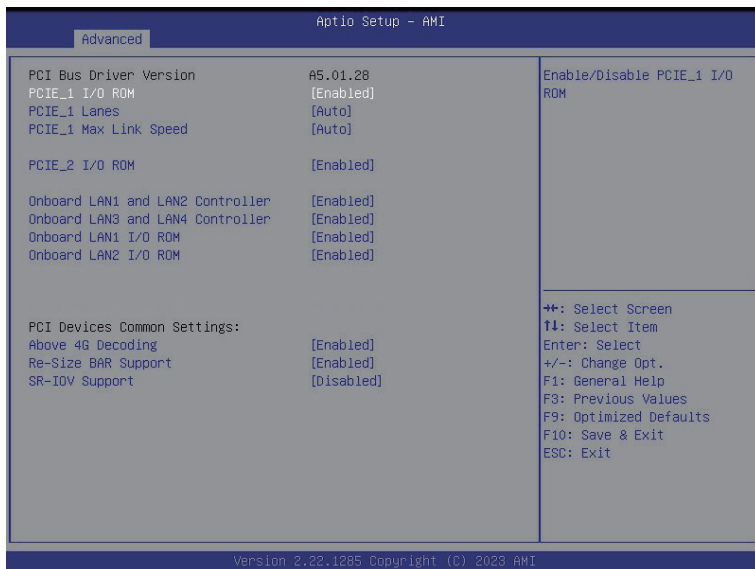 Aptio Setup - AMI
Advanced
PCI Bus Driver Version A5.01.28
PCIE_1 I/O ROM [Enabled]
PCIE_1 Lanes [Auto]
PCIE_1 Max Link Speed [Auto]
PCIE_2 I/O ROM [Enabled]
Onboard LAN1 and LAN2 Controller [Enabled]
Onboard LAN3 and LAN4 Controller [Enabled]
Onboard LAN1 I/O ROM [Enabled]
Onboard LAN2 I/O ROM [Enabled]
PCI Devices Common Settings:
Above 4G Decoding [Enabled]
Re-Size BAR Support [Enabled]
SR-IOV Support [Disabled]
Enable/Disable PCIE_1 I/O
ROM
→←: Select Screen
↑↓: Select Item
Enter: Select
+/-: Change Opt.
F1: General Help
F3: Previous Values
F9: Optimized Defaults
F10: Save & Exit
ESC: Exit
Version 2.22.1285 Copyright (C) 2023 AMI